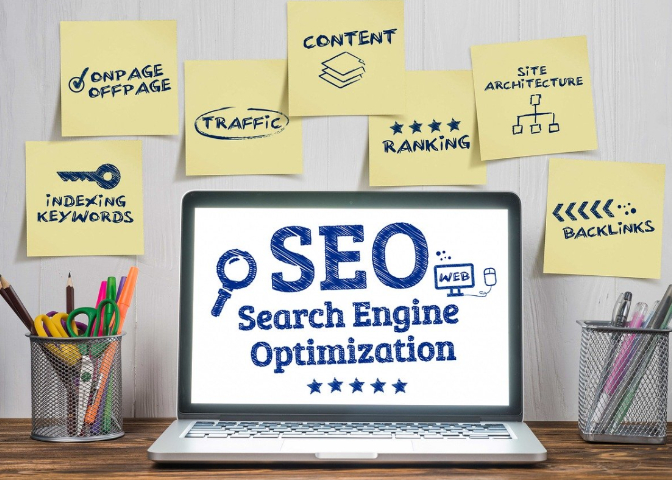 ONPAGE
OFFPAGE
TRAFFIC
CONTENT
RANKING
SITE
ARCHITECTURE
INDEXING
KEYWORDS
BACKLINKS
SEO
WEB
Search Engine
Optimization